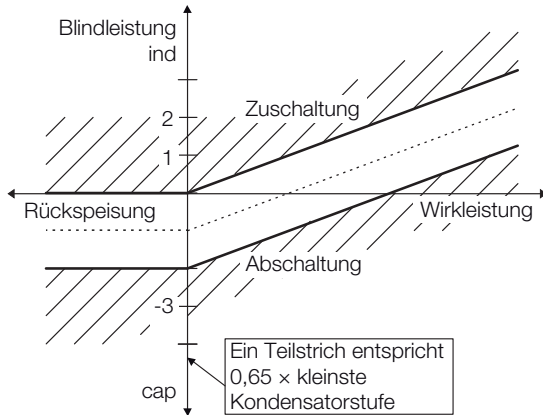 Blindleistung
ind
Zuschaltung
2
1
Rückspeisung
Wirkleistung
Abschaltung
-3
Ein Teilstrich entspricht
0,65 × kleinste
Kondensatorstufe
cap